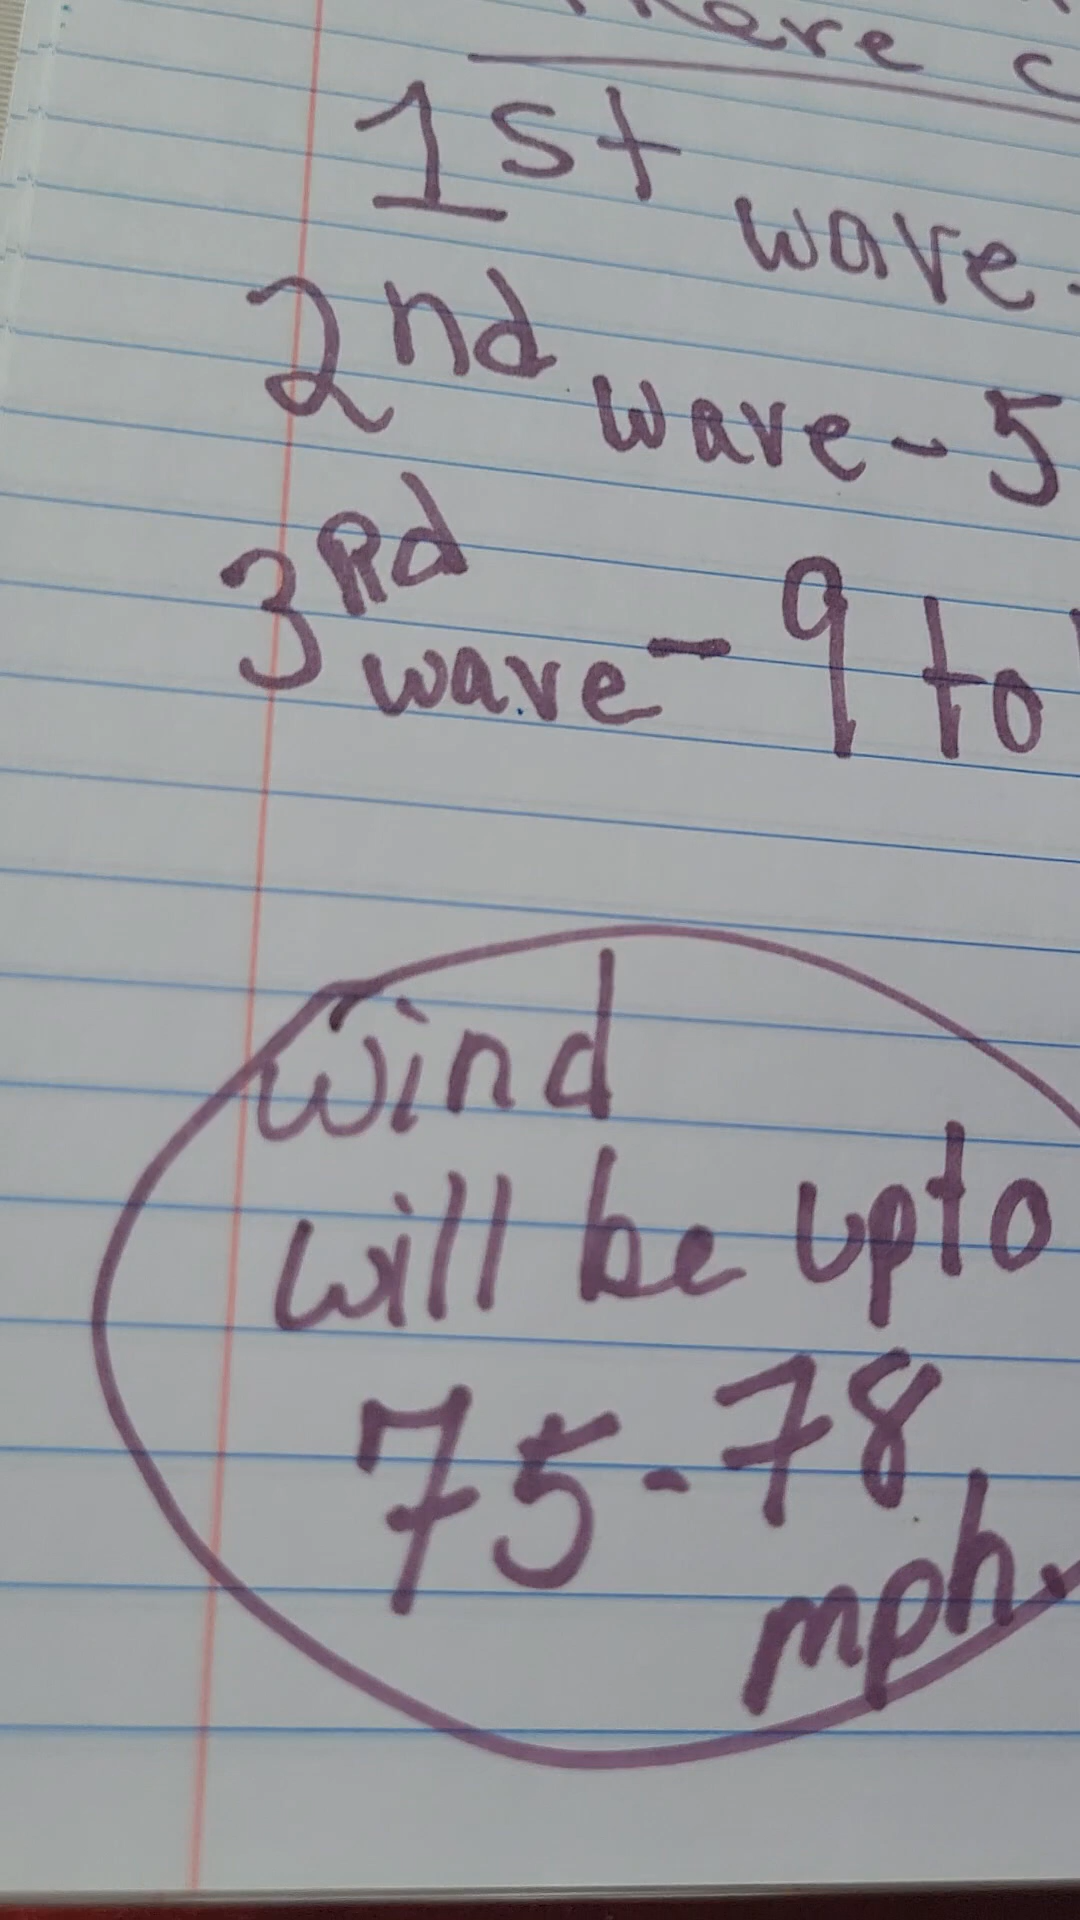 1st wave-
2nd wave - 5
3Rd wave - 9 to
Wind
will be upto
75-78
mph.